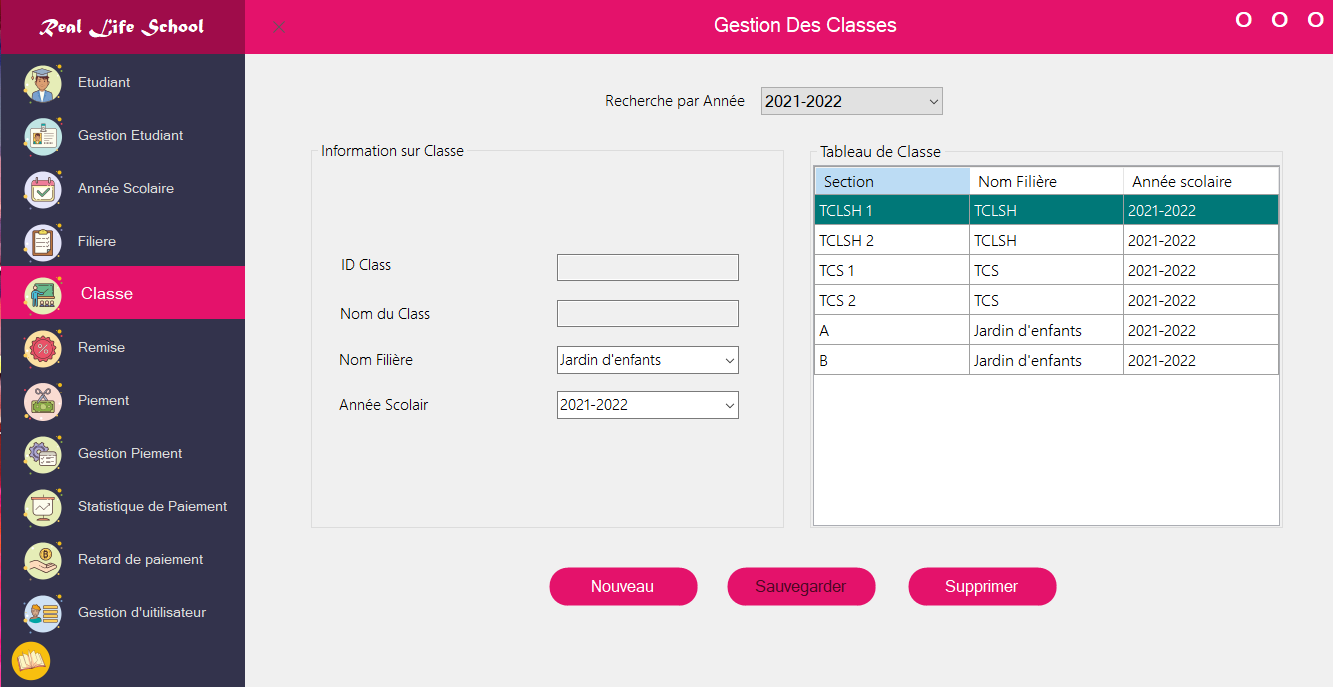 Real Life School
Gestion Des Classes
O O O
Etudiant
Gestion Etudiant
Année Scolaire
Filiere
Classe
Remise
Piement
Gestion Piement
Statistique de Paiement
Retard de paiement
Gestion d'uitilisateur
Recherche par Année 2021-2022
Information sur Classe
ID Class
Nom du Class
Nom Filière Jardin d'enfants
Année Scolair 2021-2022
Tableau de Classe
Section Nom Filière Année scolaire
TCLSH 1 TCLSH 2021-2022
TCLSH 2 TCLSH 2021-2022
TCS 1 TCS 2021-2022
TCS 2 TCS 2021-2022
A Jardin d'enfants 2021-2022
B Jardin d'enfants 2021-2022
Nouveau Sauvegarder Supprimer